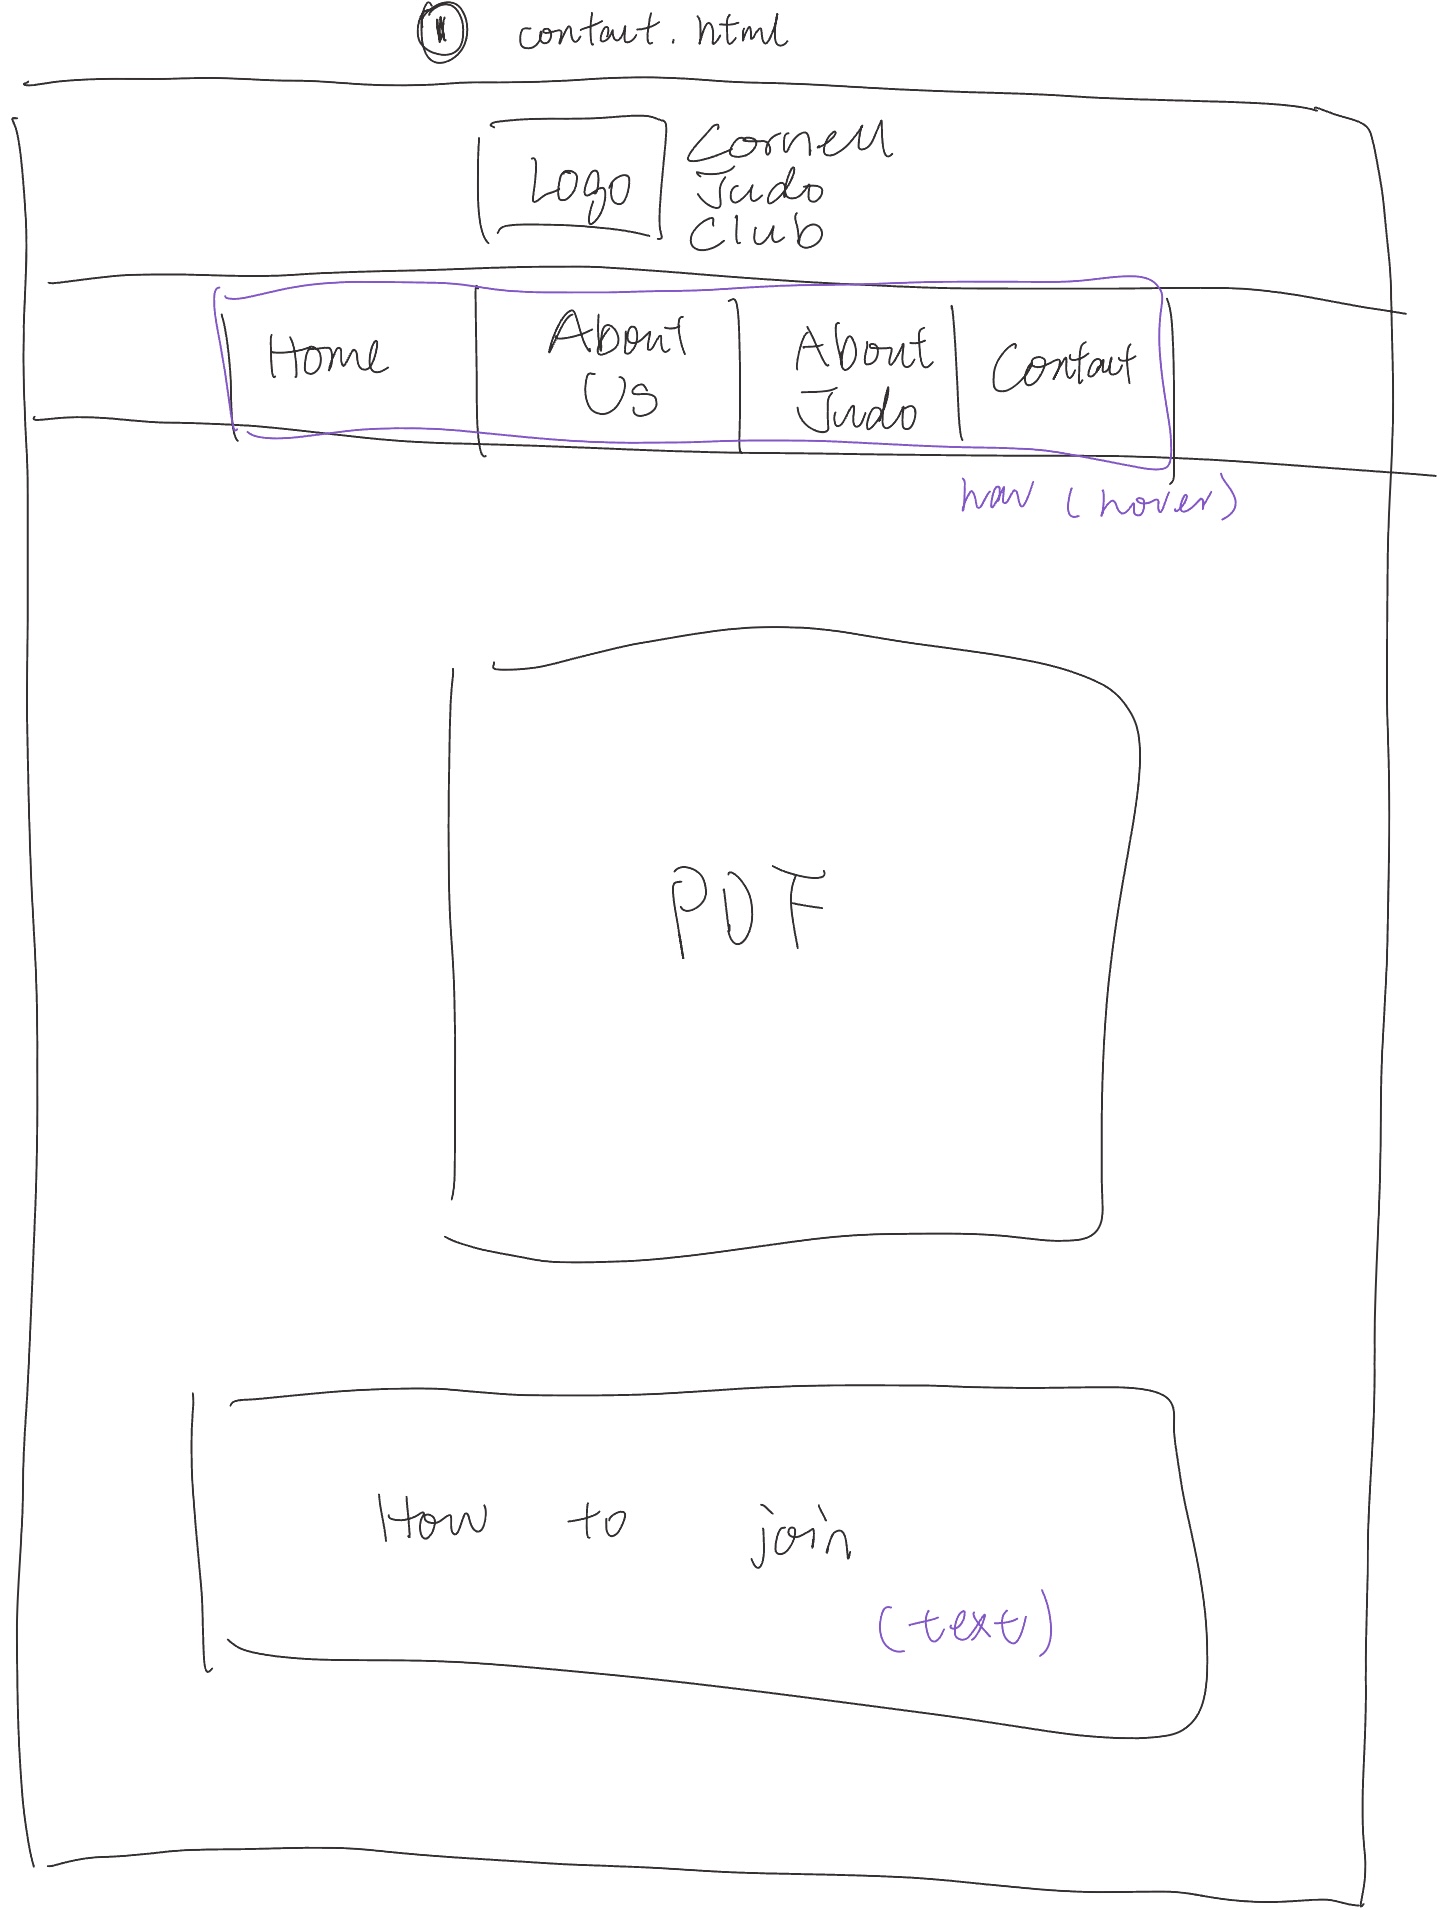 contact.html
Logo
Cornell
Judo
Club
Home
About
Us
About
Judo
Contact
nav (hover)
PDF
How to join
(text)